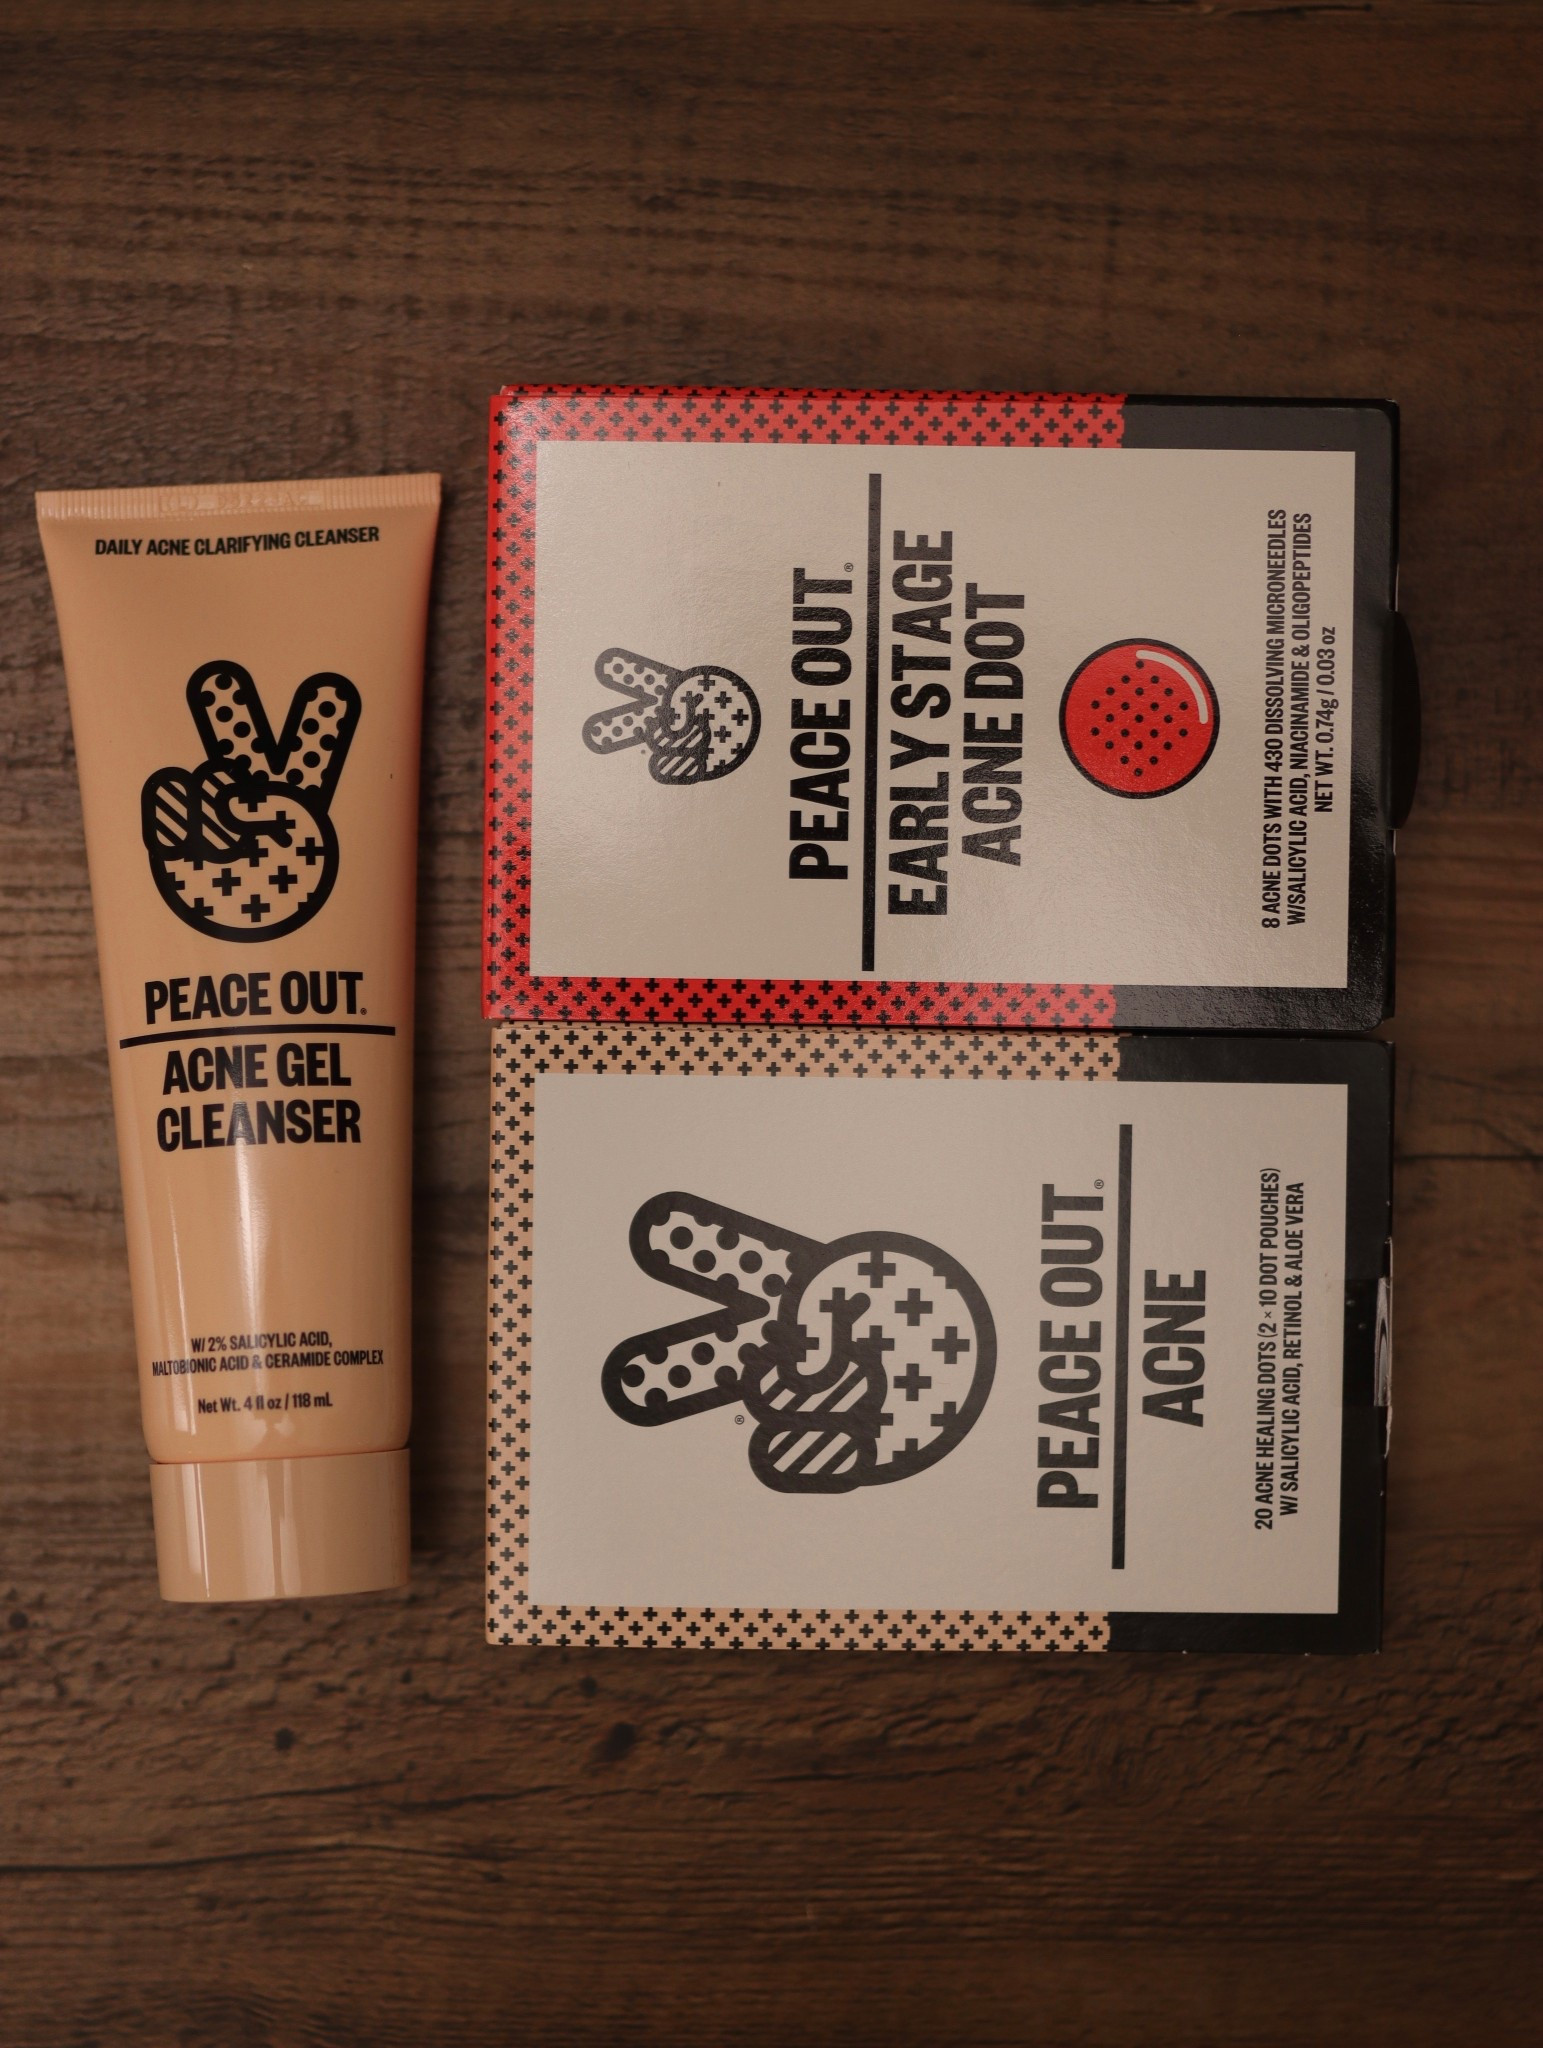 DAILY ACNE CLARIFYING CLEANSER
PEACE OUT®
ACNE GEL
CLEANSER
W/ 2% SALICYLIC ACID,
MALTOBIONIC ACID & CERAMIDE COMPLEX
Net Wt. 4 fl oz / 118 mL
PEACE OUT®
EARLY STAGE
ACNE DOT
8 ACNE DOTS WITH 430 DISSOLVING MICRONEEDLES
W/SALICYLIC ACID, NIACINAMIDE & OLIGOPEPTIDES
NET WT. 0.74g / 0.03 oz
®
PEACE OUT®
ACNE
20 ACNE HEALING DOTS (2 × 10 DOT POUCHES)
W/ SALICYLIC ACID, RETINOL & ALOE VERA